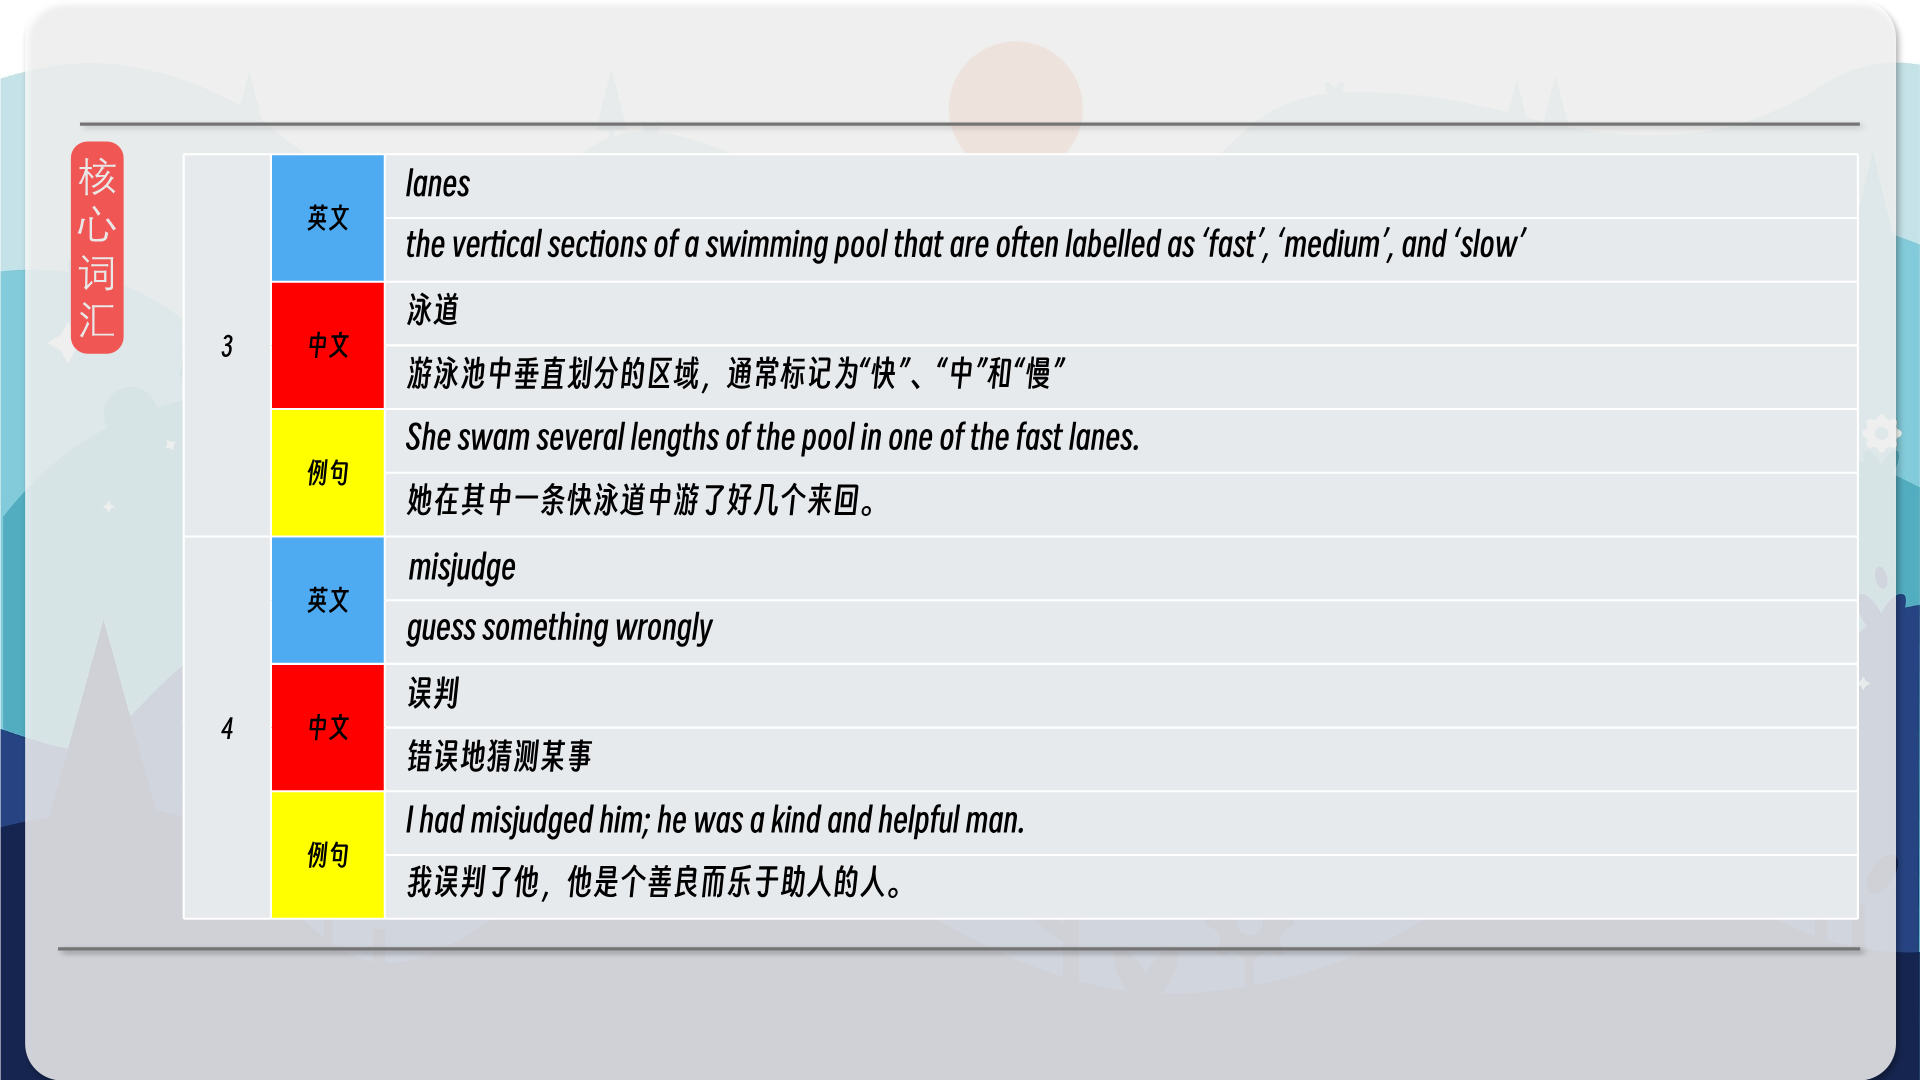 核心词汇
3
英文
lanes
the vertical sections of a swimming pool that are often labelled as ‘fast’, ‘medium’, and ‘slow’
中文
泳道
游泳池中垂直划分的区域，通常标记为“快”、“中”和“慢”
例句
She swam several lengths of the pool in one of the fast lanes.
她在其中一条快泳道中游了好几个来回。
4
英文
misjudge
guess something wrongly
中文
误判
错误地猜测某事
例句
I had misjudged him; he was a kind and helpful man.
我误判了他，他是个善良而乐于助人的人。